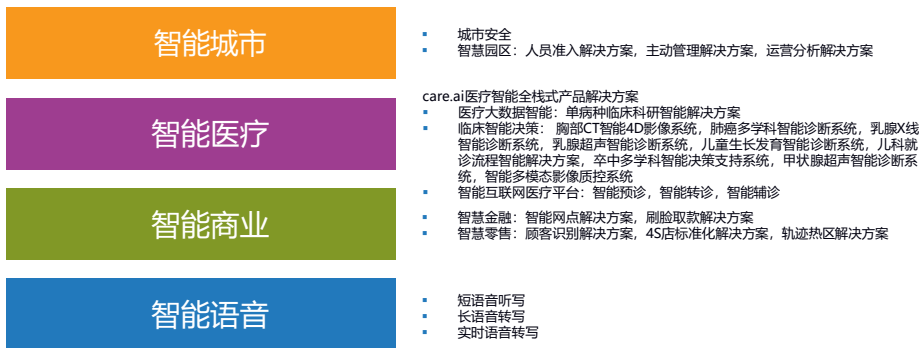 智能城市
城市安全
智慧园区：人员准入解决方案，主动管理解决方案，运营分析解决方案
智能医疗
care.ai医疗智能全栈式产品解决方案
医疗大数据智能：单病种临床科研智能解决方案
临床智能决策： 胸部CT智能4D影像系统，肺癌多学科智能诊断系统，乳腺X线
智能诊断系统，乳腺超声智能诊断系统，儿童生长发育智能诊断系统，儿科就
诊流程智能解决方案，卒中多学科智能决策支持系统，甲状腺超声智能诊断系
统，智能多模态影像质控系统
智能互联网医疗平台：智能预诊，智能转诊，智能辅诊
智能商业
智慧金融：智能网点解决方案，刷脸取款解决方案
智慧零售：顾客识别解决方案，4S店标准化解决方案，轨迹热区解决方案
智能语音
短语音听写
长语音转写
实时语音转写